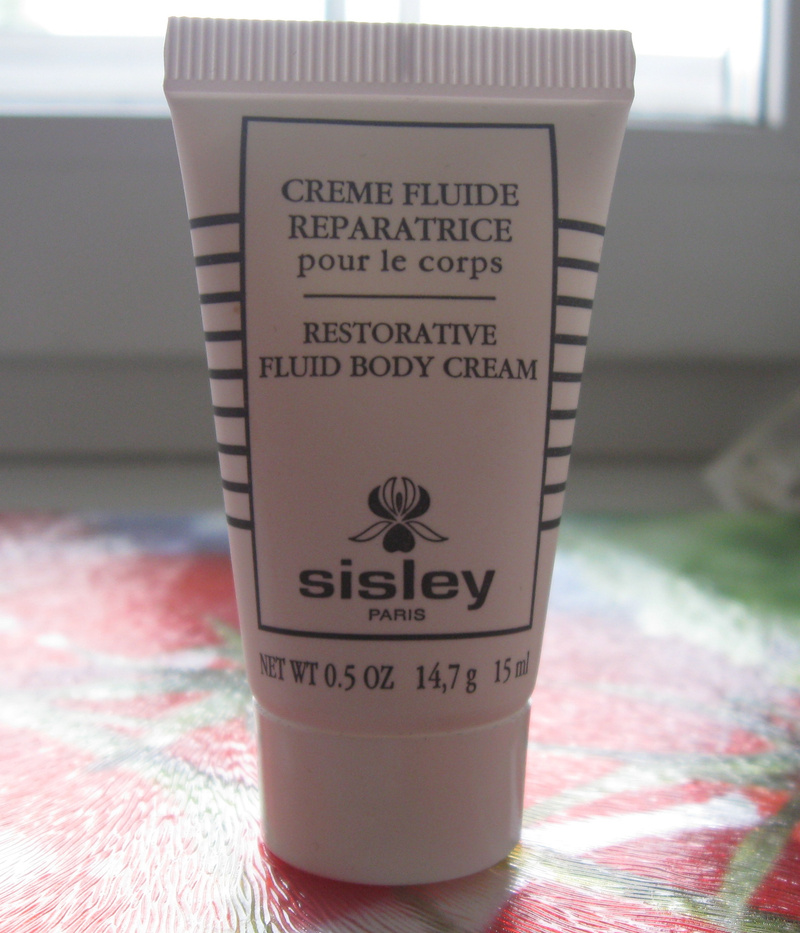 CREME FLUIDE
REPARATRICE
pour le corps
RESTORATIVE
FLUID BODY CREAM
sisley
PARIS
NET WT 0.5 OZ 14,7 g 15 ml